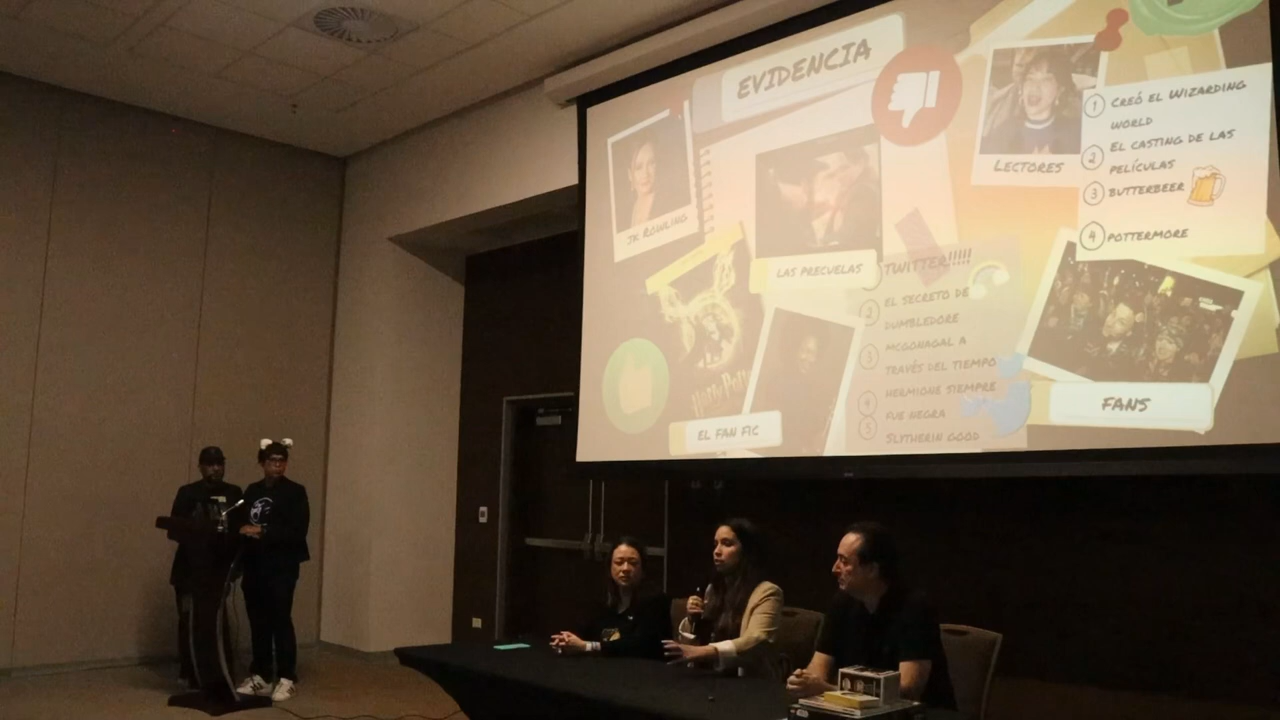 EVIDENCIA
JK ROWLING
LAS PRECUELAS
LECTORES
1 CREÓ EL WIZARDING
WORLD
2 EL CASTING DE LAS
PELÍCULAS
3 BUTTERBEER
4 POTTERMORE
TWITTER!!!!!
2 EL SECRETO DE
DUMBLEDORE
3 MCGONAGAL A
TRAVÉS DEL TIEMPO
4 HERMIONE SIEMPRE
FUE NEGRA
5 SLYTHERIN GOOD
Harry Potter
EL FAN FIC
FANS